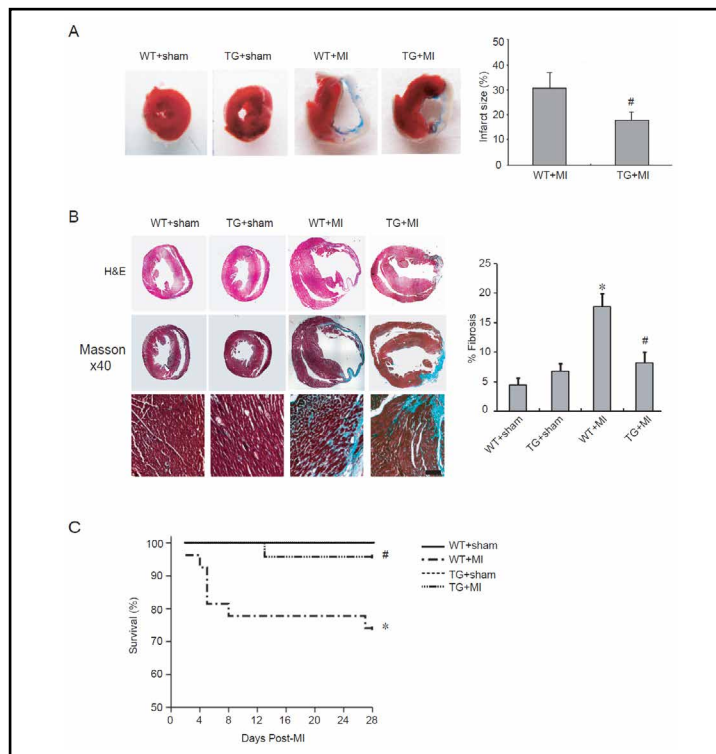 A
WT+sham TG+sham WT+MI TG+MI
50
40
30
20
10
0
Infarct size (%)
#
WT+MI TG+MI
B
WT+sham TG+sham WT+MI TG+MI
H&E
Masson
x40
25
20
15
10
5
0
% Fibrosis
*
#
WT+sham
TG+sham
WT+MI
TG+MI
C
100
90
80
70
60
50
Survival (%)
#
*
0 4 8 12 16 20 24 28
Days Post-MI
WT+sham
WT+MI
TG+sham
TG+MI